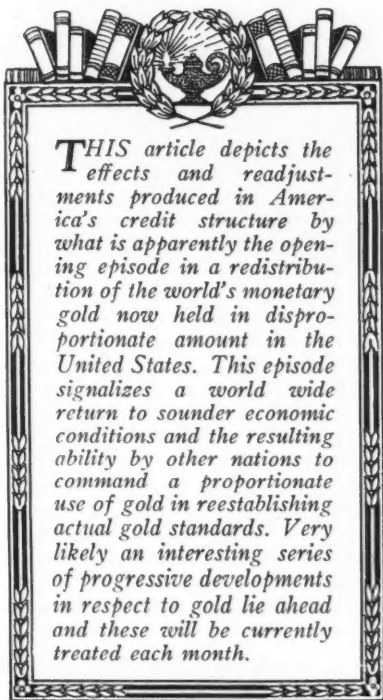 THIS article depicts the
effects and readjust-
ments produced in Amer-
ica's credit structure by
what is apparently the open-
ing episode in a redistribu-
tion of the world's monetary
gold now held in dispro-
portionate amount in the
United States. This episode
signalizes a world wide
return to sounder economic
conditions and the resulting
ability by other nations to
command a proportionate
use of gold in reestablishing
actual gold standards. Very
likely an interesting series
of progressive developments
in respect to gold lie ahead
and these will be currently
treated each month.